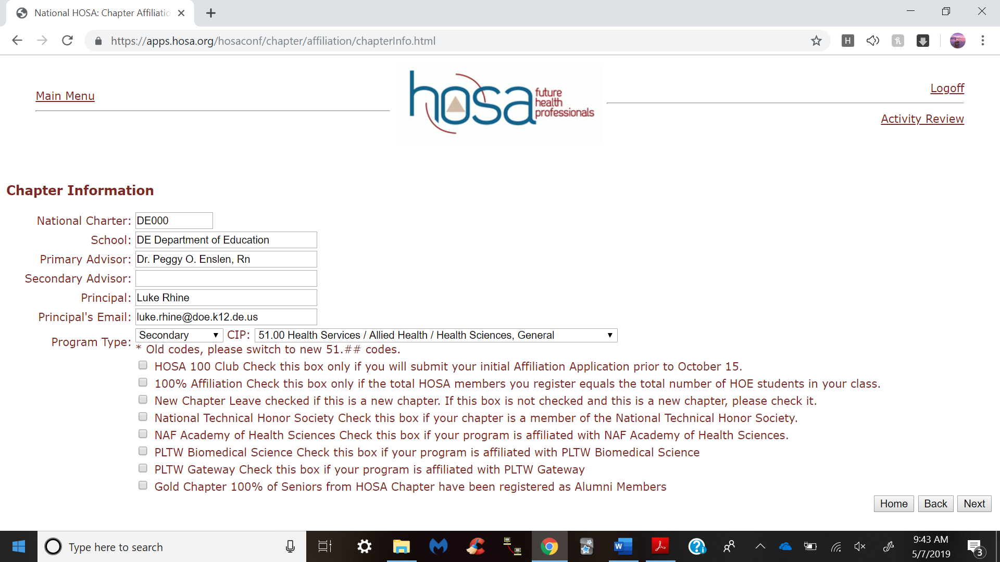 National HOSA: Chapter Affiliatio
https://apps.hosa.org/hosaconf/chapter/affiliation/chapterInfo.html
H
Main Menu
hosa future health professionals
Logoff
Activity Review
Chapter Information
National Charter: DE000
School: DE Department of Education
Primary Advisor: Dr. Peggy O. Enslen, Rn
Secondary Advisor:
Principal: Luke Rhine
Principal's Email: luke.rhine@doe.k12.de.us
Program Type: Secondary CIP: 51.00 Health Services / Allied Health / Health Sciences, General
* Old codes, please switch to new 51.## codes.
HOSA 100 Club Check this box only if you will submit your initial Affiliation Application prior to October 15.
100% Affiliation Check this box only if the total HOSA members you register equals the total number of HOE students in your class.
New Chapter Leave checked if this is a new chapter. If this box is not checked and this is a new chapter, please check it.
National Technical Honor Society Check this box if your chapter is a member of the National Technical Honor Society.
NAF Academy of Health Sciences Check this box if your program is affiliated with NAF Academy of Health Sciences.
PLTW Biomedical Science Check this box if your program is affiliated with PLTW Biomedical Science
PLTW Gateway Check this box if your program is affiliated with PLTW Gateway
Gold Chapter 100% of Seniors from HOSA Chapter have been registered as Alumni Members
Home Back Next
Type here to search
9:43 AM
5/7/2019
3